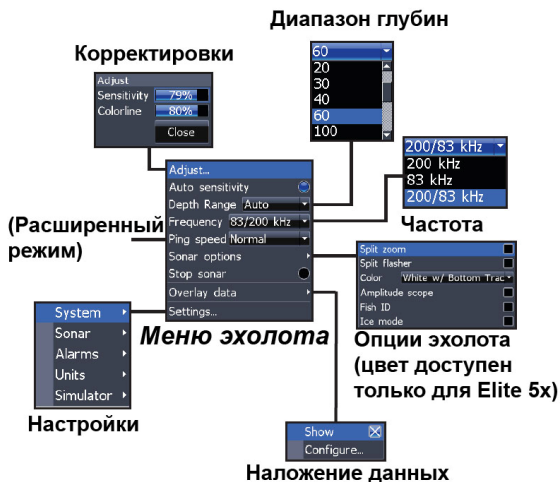 Диапазон глубин
60
20
30
40
60
100
Корректировки
Adjust
Sensitivity 79%
Colorline 80%
Close
200/83 kHz
200 kHz
83 kHz
200/83 kHz
Частота
Adjust...
Auto sensitivity
Depth Range Auto
Frequency 83/200 kHz
Ping speed Normal
Sonar options
Stop sonar
Overlay data
Settings...
(Расширенный
режим)
Меню эхолота
Split zoom
Split flasher
Color White w/ Bottom Trac
Amplitude scope
Fish ID
Ice mode
Опции эхолота
(цвет доступен
только для Elite 5x)
System
Sonar
Alarms
Units
Simulator
Настройки
Show
Configure...
Наложение данных